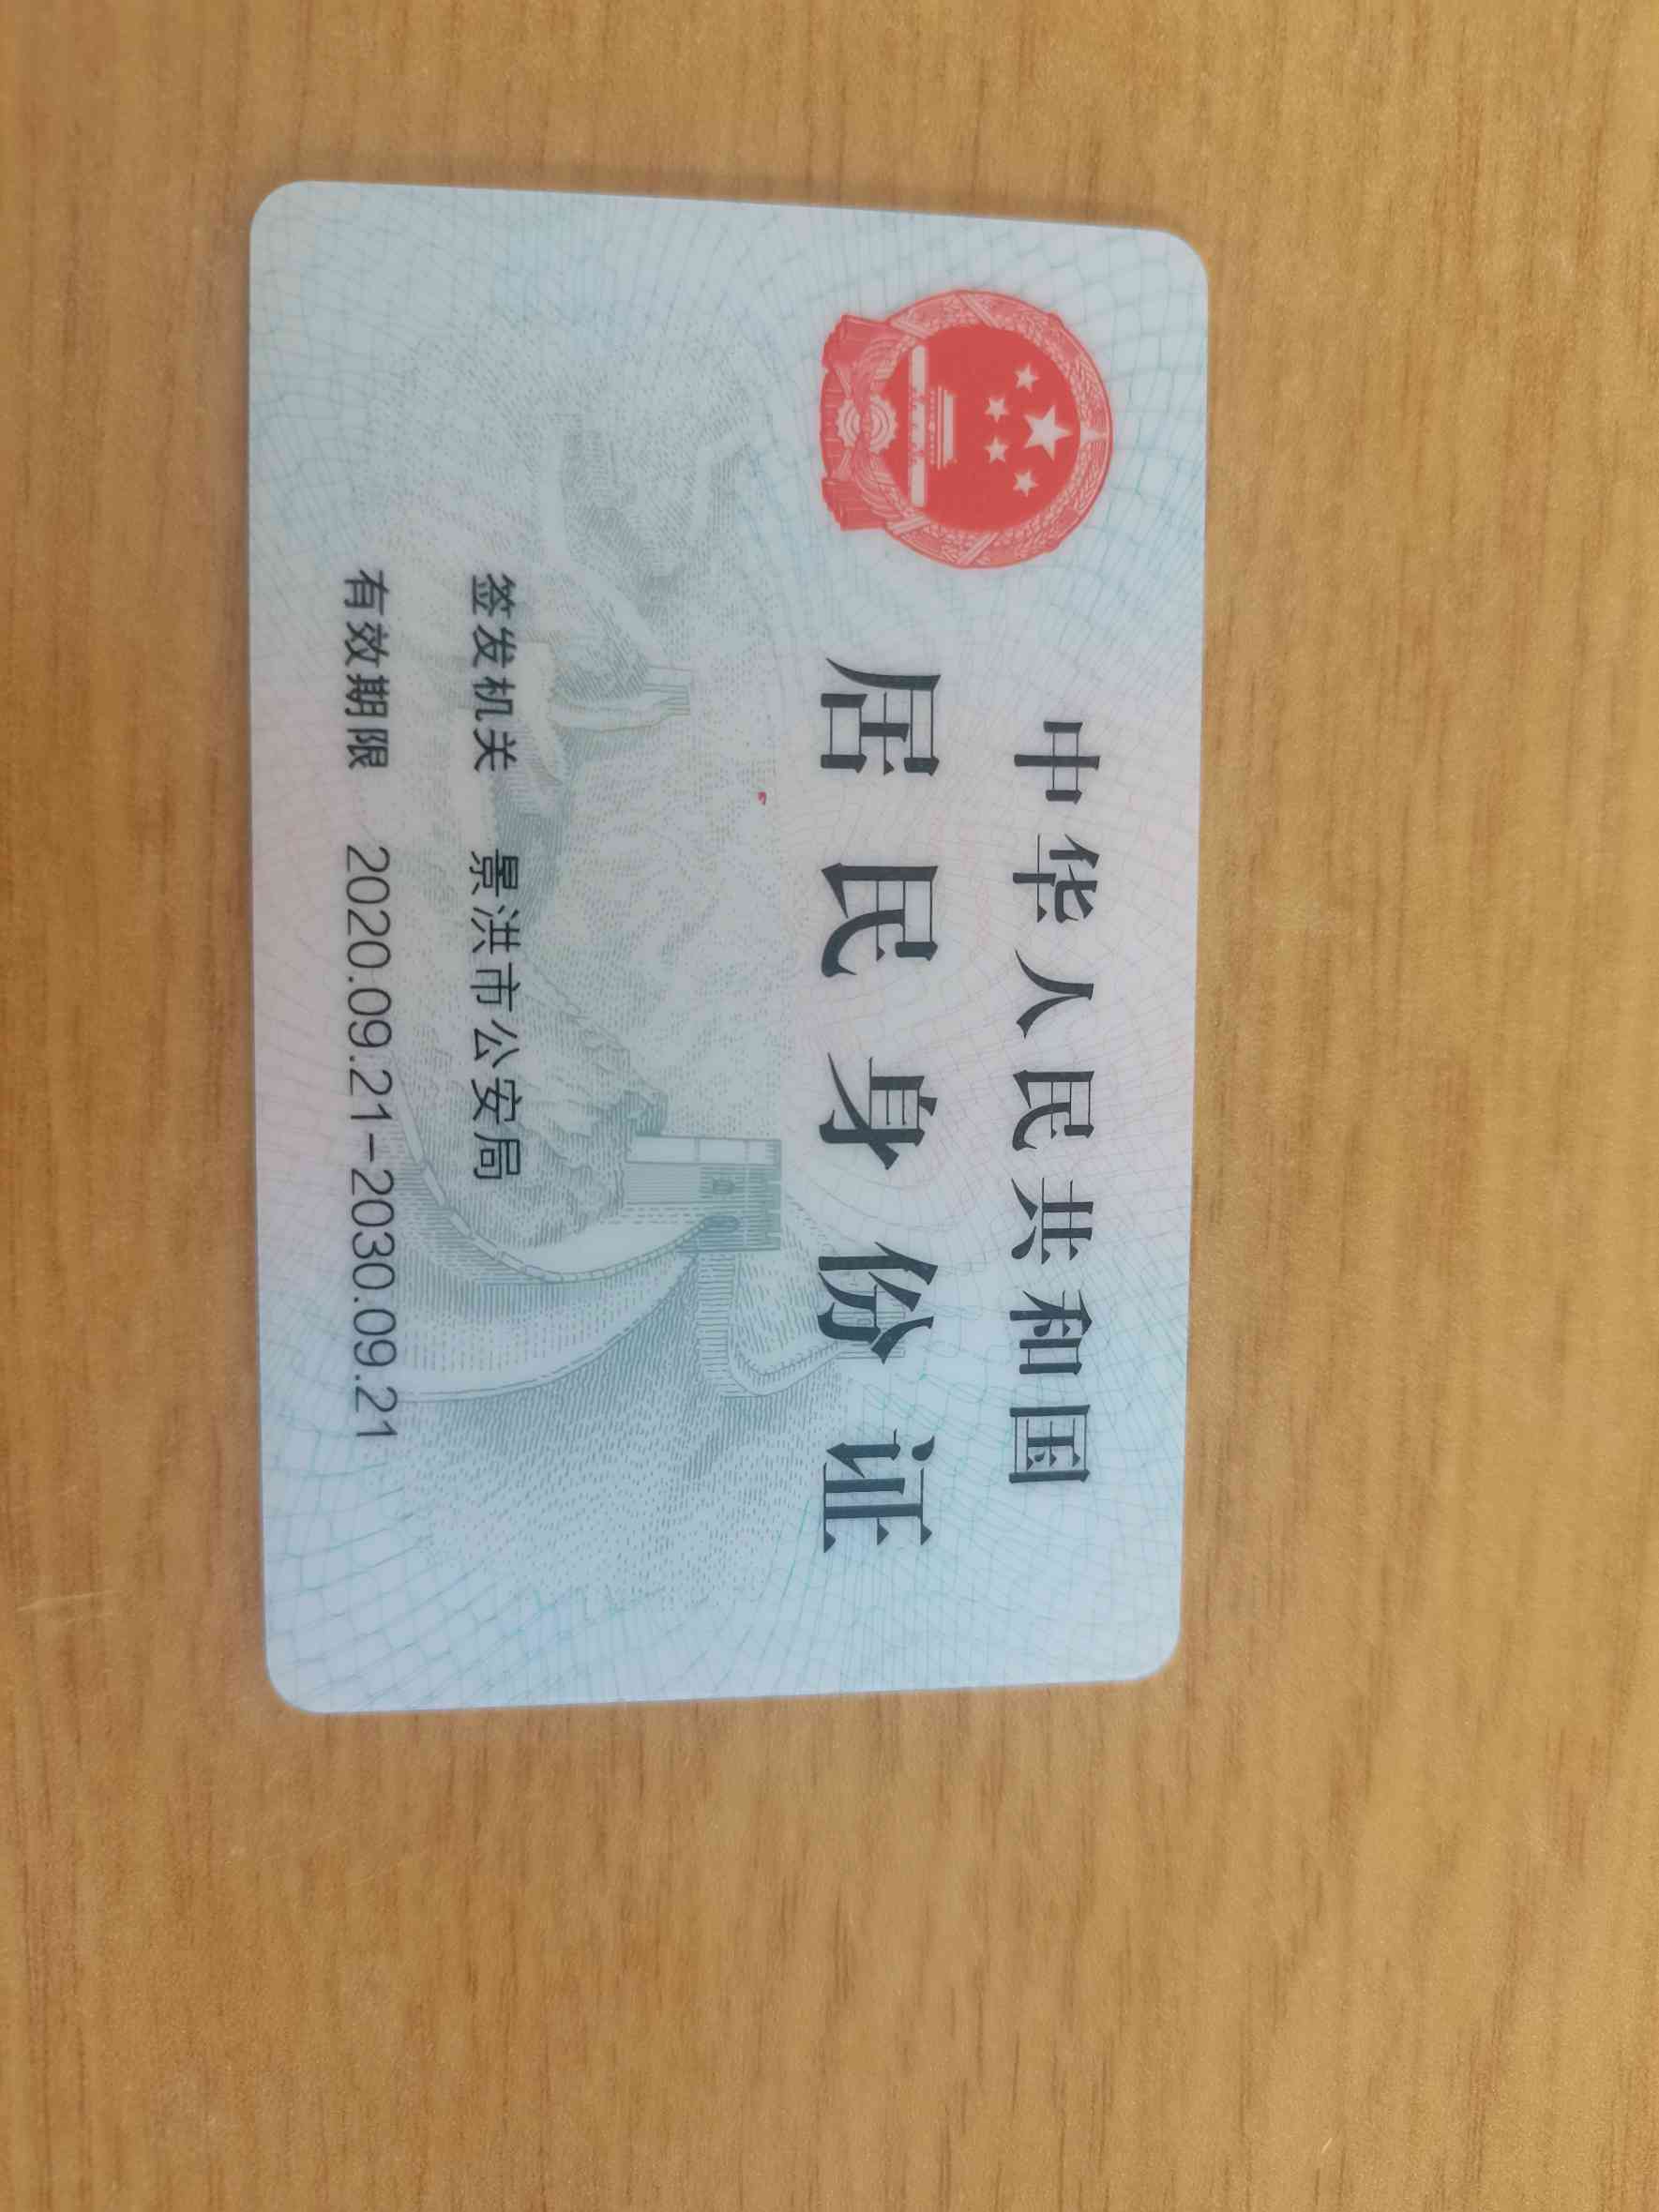 中华人民共和国
居民身份证
签发机关 景洪市公安局
有效期限 2020.09.21-2030.09.21